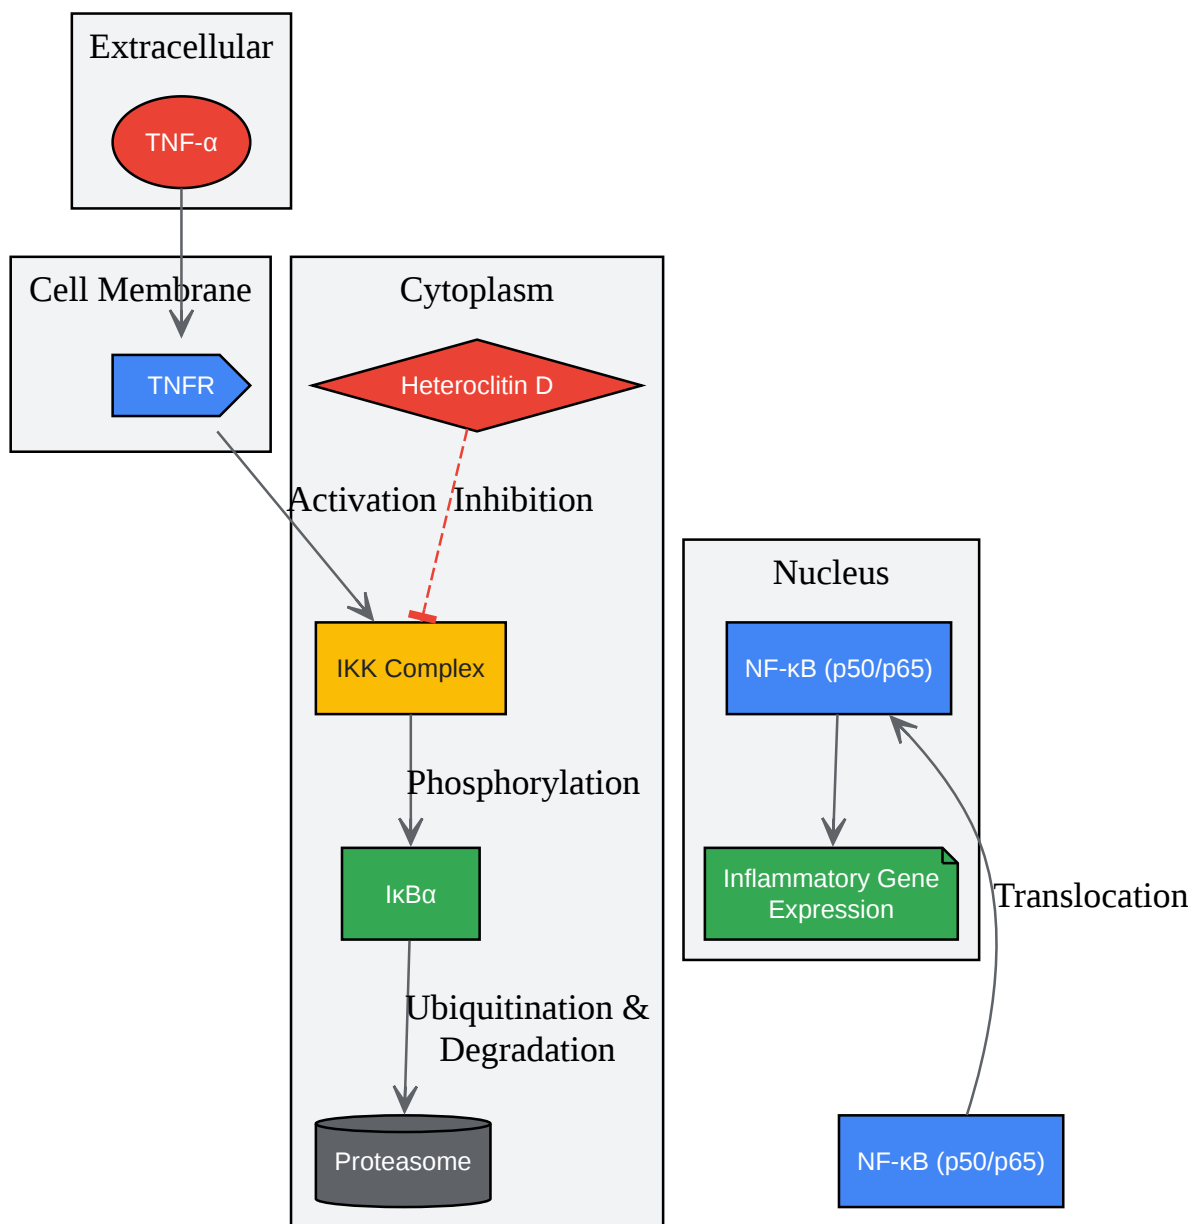 Extracellular
TNF-α
Cell Membrane
TNFR
Cytoplasm
Heteroclitin D
Activation
Inhibition
IKK Complex
Phosphorylation
IκBα
Ubiquitination &
Degradation
Proteasome
Nucleus
NF-κB (p50/p65)
Inflammatory Gene
Expression
Translocation
NF-κB (p50/p65)